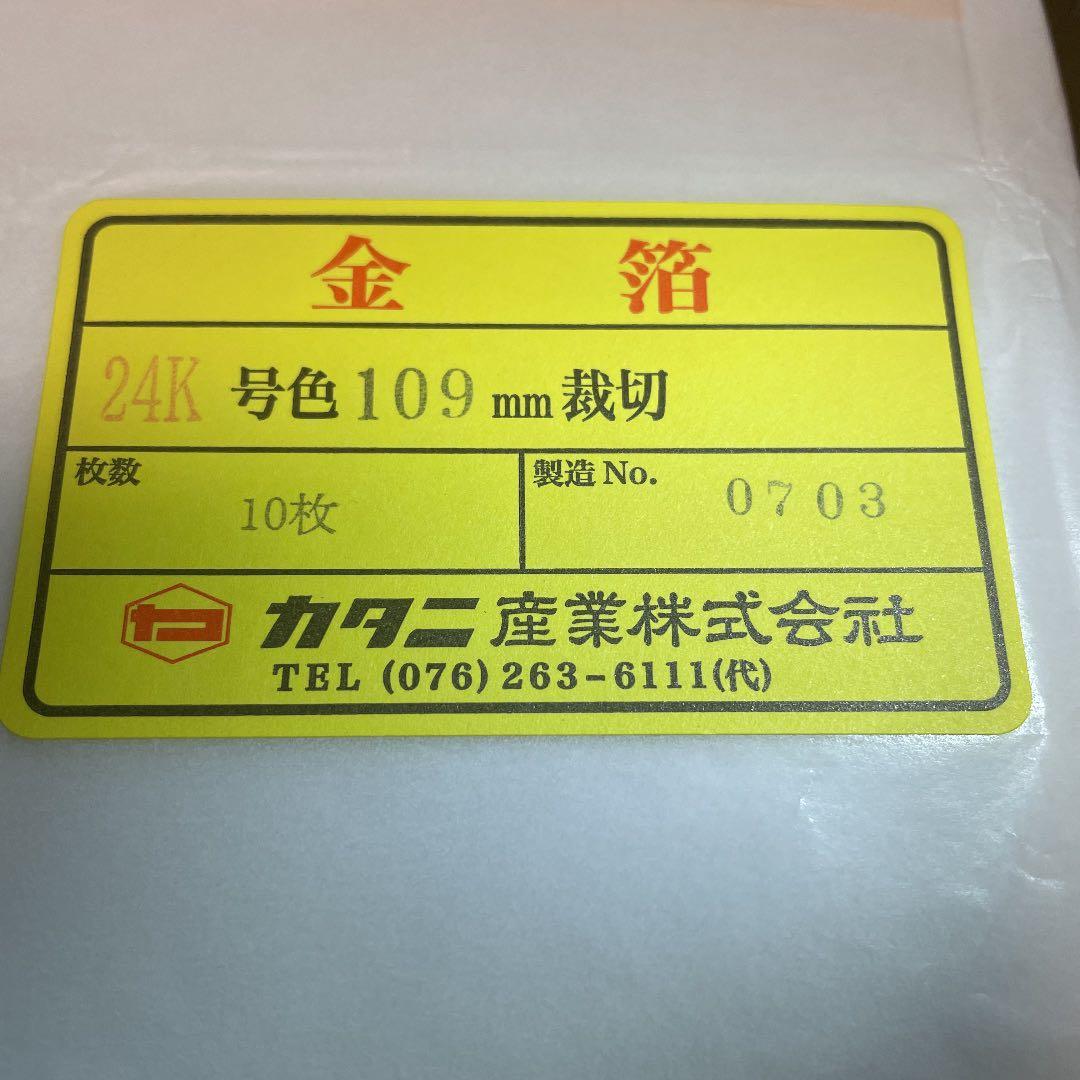 金箔
24K 号色 109 mm 裁切
枚数 10枚
製造 No. 0703
カタニ産業株式会社
TEL (076) 263-6111(代)